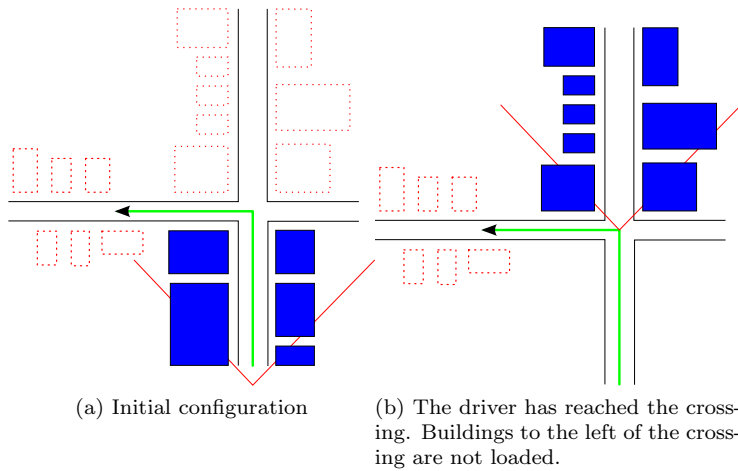 (a) Initial configuration
(b) The driver has reached the cross-
ing. Buildings to the left of the cross-
ing are not loaded.